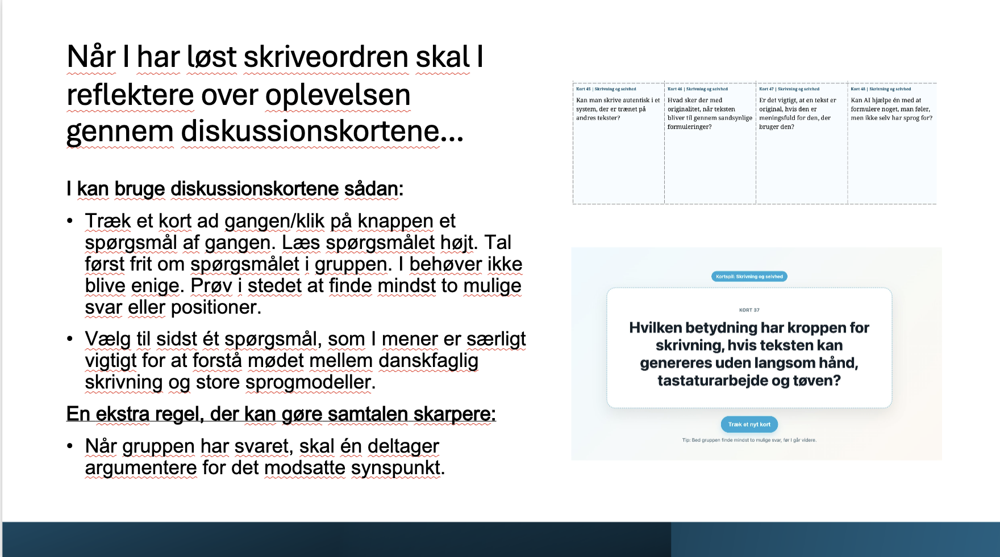 Når I har løst skriveordren skal I
reflektere over oplevelsen
gennem diskussionskortene...
I kan bruge diskussionskortene sådan:
• Træk et kort ad gangen/klik på knappen et
spørgsmål af gangen. Læs spørgsmålet højt. Tal
først frit om spørgsmålet i gruppen. I behøver ikke
blive enige. Prøv i stedet at finde mindst to mulige
svar eller positioner.
• Vælg til sidst ét spørgsmål, som I mener er særligt
vigtigt for at forstå mødet mellem danskfaglig
skrivning og store sprogmodeller.
En ekstra regel, der kan gøre samtalen skarpere:
• Når gruppen har svaret, skal én deltager
argumentere for det modsatte synspunkt.
Kort 45 | Skrivning og selvhed
Kan man skrive autentisk i et
system, der er trænet på
andres tekster?
Kort 46 | Skrivning og selvhed
Hvad sker der med
originalitet, når teksten
bliver til gennem sandsynlige
formuleringer?
Kort 47 | Skrivning og selvhed
Er det vigtigt, at en tekst er
original, hvis den er
meningsfuld for den, der
bruger den?
Kort 48 | Skrivning og selvhed
Kan AI hjælpe én med at
formulere noget, man føler,
men ikke selv har sprog for?
Kortspil: Skrivning og selvhed
KORT 37
Hvilken betydning har kroppen for
skrivning, hvis teksten kan
genereres uden langsom hånd,
tastaturarbejde og tøven?
Træk et nyt kort
Tip: Bed gruppen finde mindst to mulige svar, før I går videre.